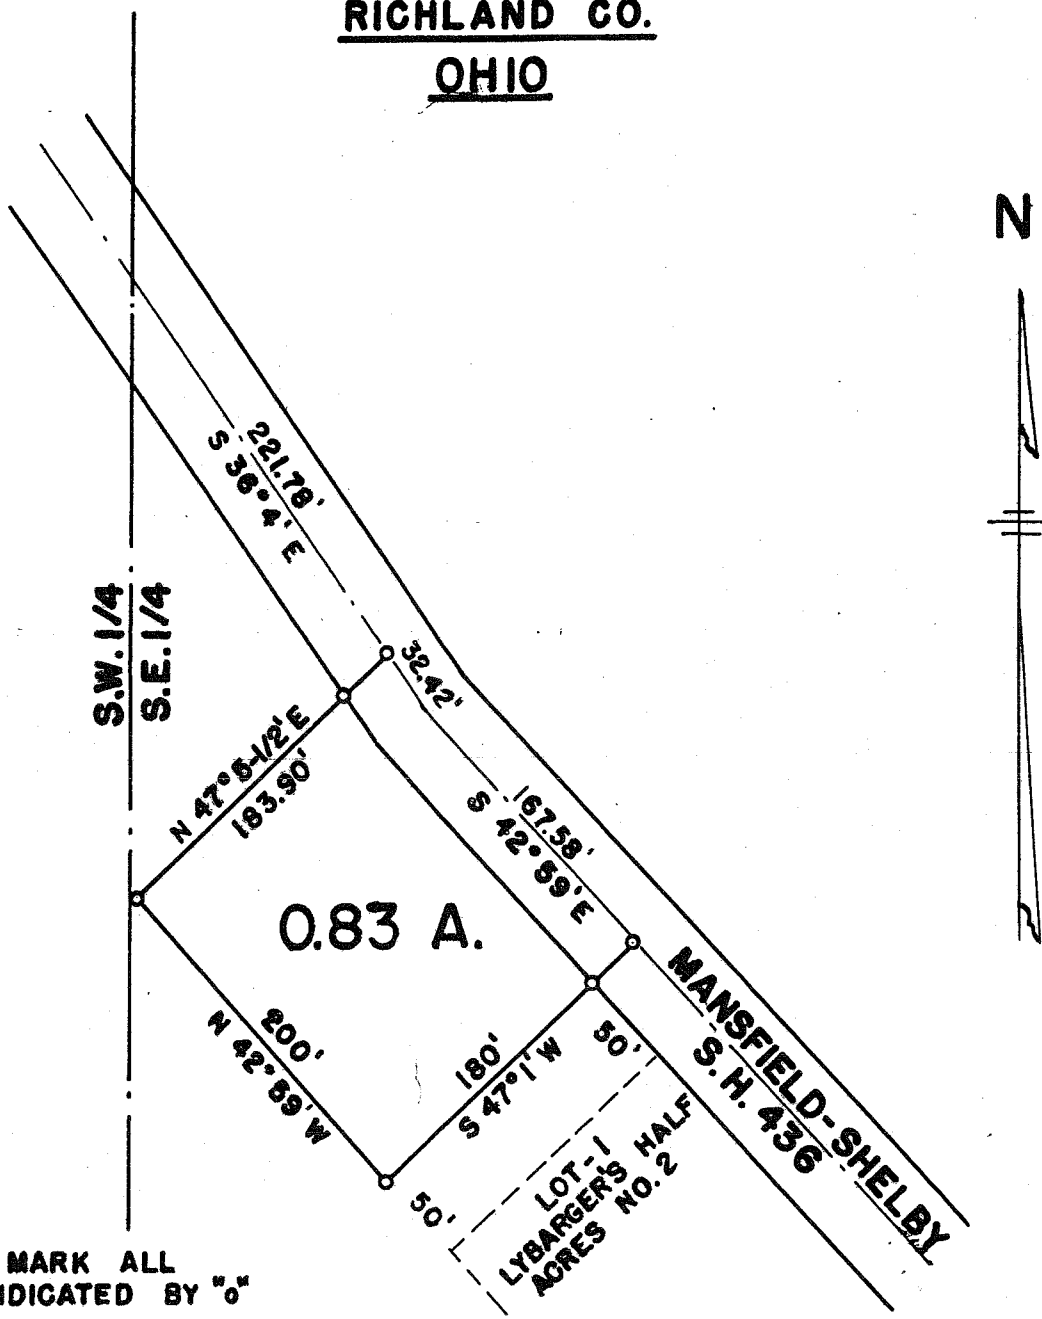 RICHLAND CO.
OHIO
N
221.78'
S 36° 4' E
S.W. 1/4
S.E. 1/4
32.42'
N 47° 5-1/2' E
183.90'
167.58'
S 42° 59' E
0.83 A.
MANSFIELD-SHELBY
S. H. 436
200'
N 42° 59' W
180'
S 47° 1' W
50'
50'
LOT-1
LYBARGER'S HALF
ACRES NO. 2
MARK ALL
NDICATED BY "o"